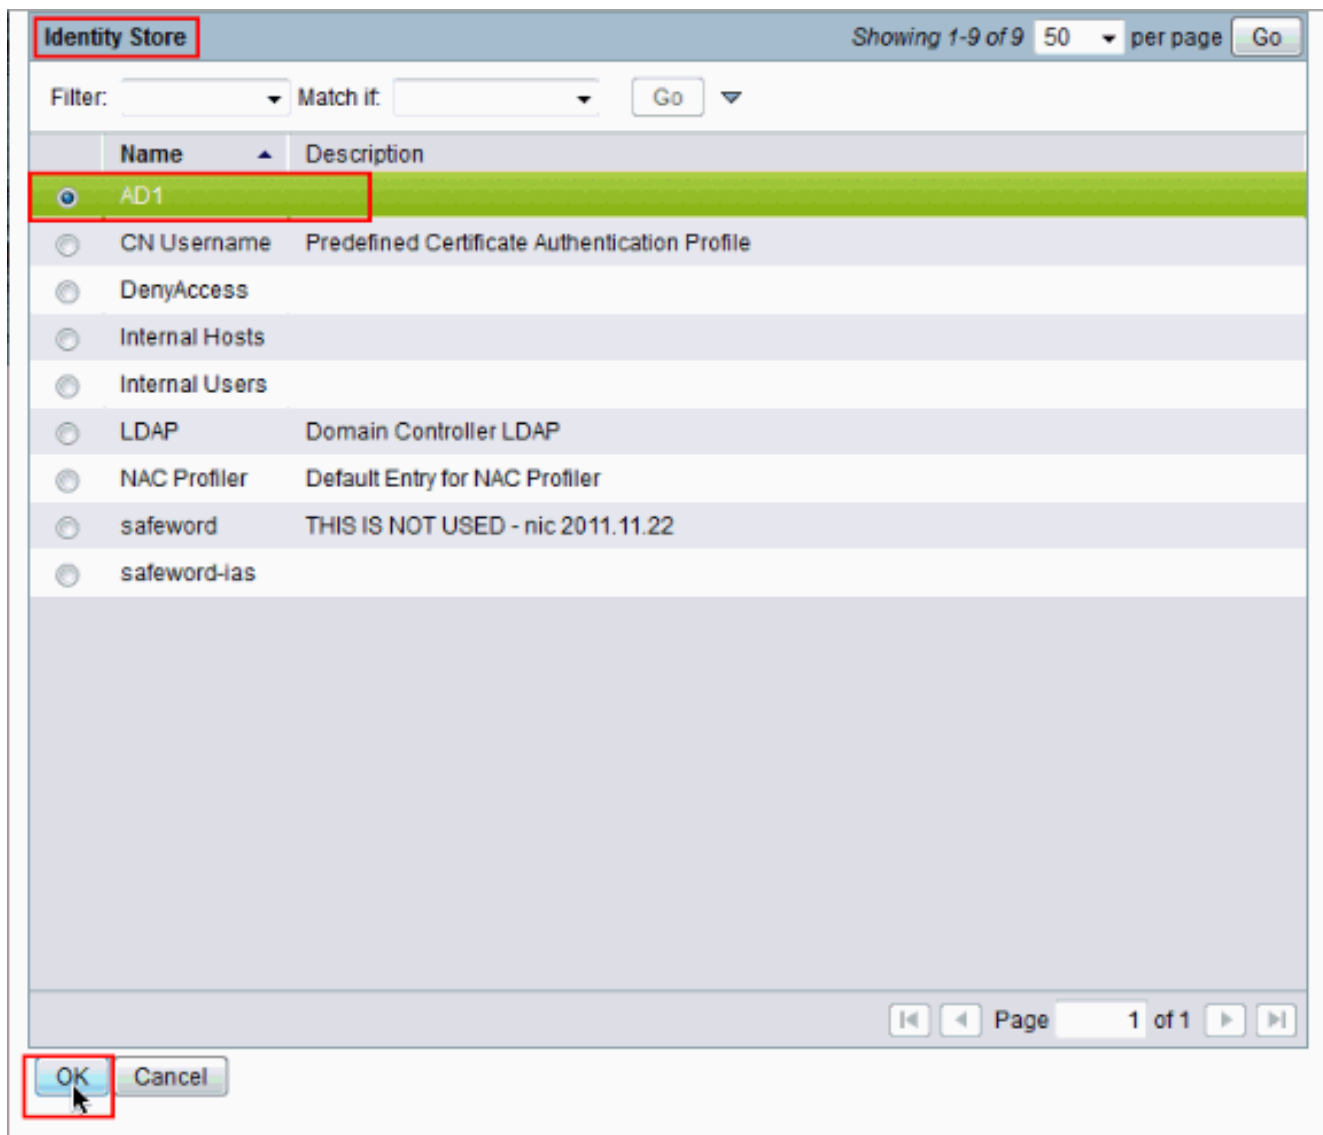 Identity Store Showing 1-9 of 9 50 per page Go
Filter: Match if: Go
Name Description
AD1
CN Username Predefined Certificate Authentication Profile
DenyAccess
Internal Hosts
Internal Users
LDAP Domain Controller LDAP
NAC Profiler Default Entry for NAC Profiler
safeword THIS IS NOT USED - nic 2011.11.22
safeword-ias
Page 1 of 1
OK Cancel